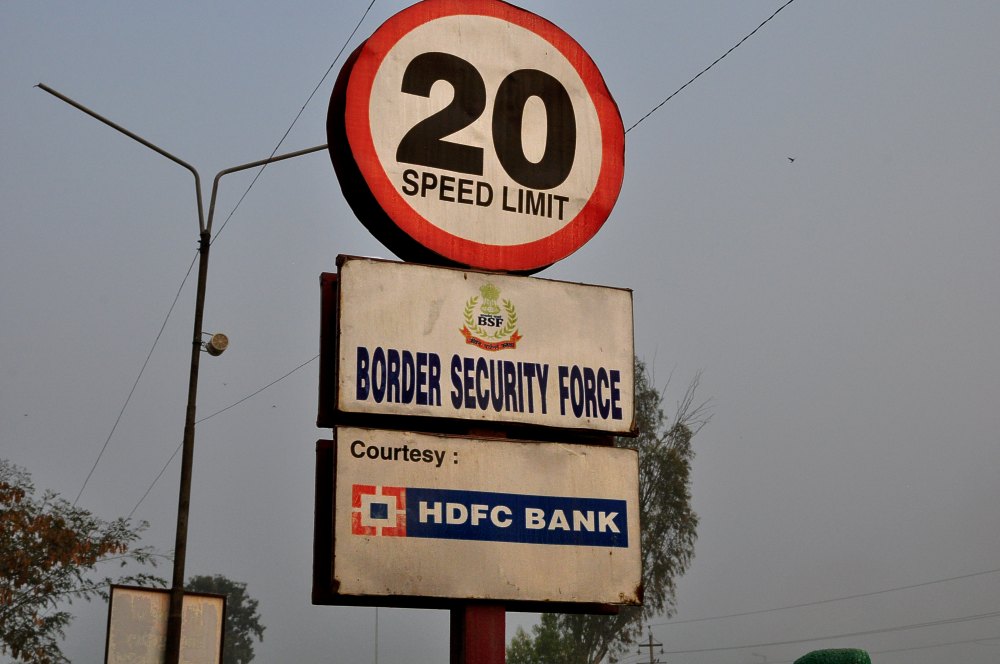 20
SPEED LIMIT
BSF
BORDER SECURITY FORCE
Courtesy :
HDFC BANK